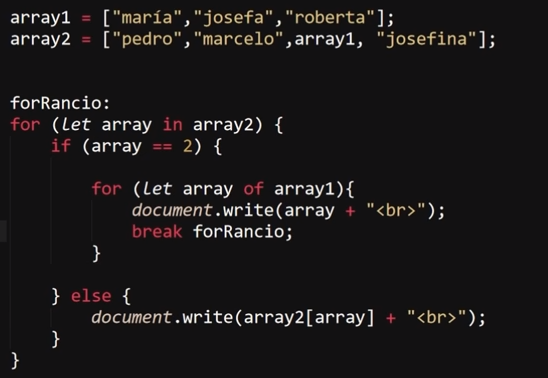 array1 = ["maría","josefa","roberta"];
array2 = ["pedro","marcelo",array1, "josefina"];
forRancio:
for (let array in array2) {
if (array == 2) {
for (let array of array1){
document.write(array + "<br>");
break forRancio;
}
} else {
document.write(array2[array] + "<br>");
}
}